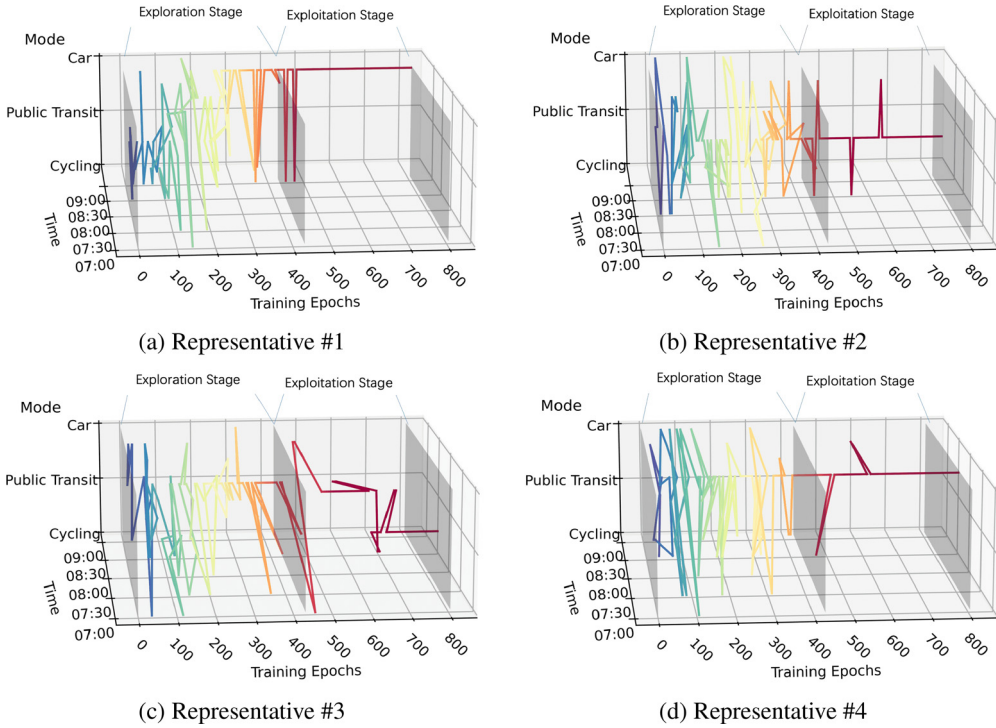 Exploration Stage
Exploitation Stage
Mode
Car
Public Transit
Cycling
09:00
08:30
08:00
07:30
07:00
Time
0 100 200 300 400 500 600 700 800
Training Epochs
(a) Representative #1
Exploration Stage
Exploitation Stage
Mode
Car
Public Transit
Cycling
09:00
08:30
08:00
07:30
07:00
Time
0 100 200 300 400 500 600 700 800
Training Epochs
(b) Representative #2
Exploration Stage
Exploitation Stage
Mode
Car
Public Transit
Cycling
09:00
08:30
08:00
07:30
07:00
Time
0 100 200 300 400 500 600 700 800
Training Epochs
(c) Representative #3
Exploration Stage
Exploitation Stage
Mode
Car
Public Transit
Cycling
09:00
08:30
08:00
07:30
07:00
Time
0 100 200 300 400 500 600 700 800
Training Epochs
(d) Representative #4